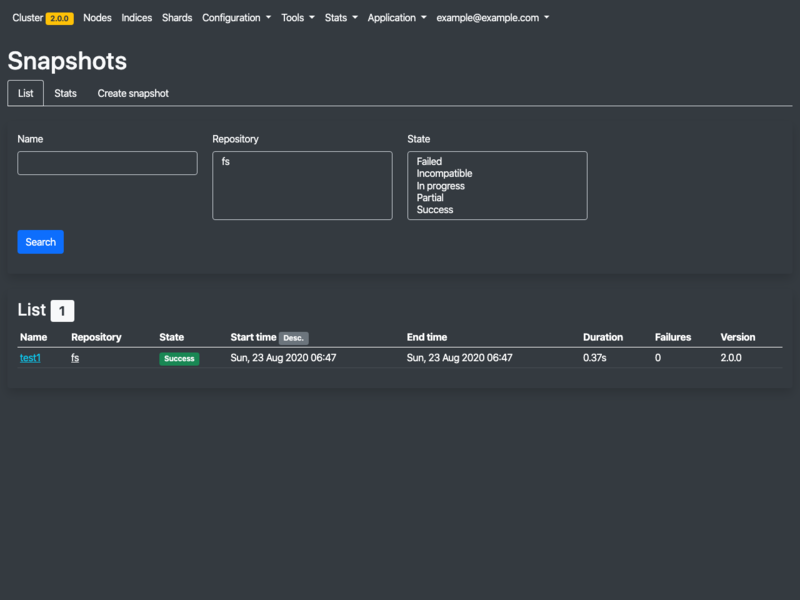 Cluster 2.0.0 Nodes Indices Shards Configuration Tools Stats Application example@example.com
Snapshots
List Stats Create snapshot
Name Repository State
fs
Failed
Incompatible
In progress
Partial
Success
Search
List 1
Name Repository State Start time Desc. End time Duration Failures Version
test1 fs Success Sun, 23 Aug 2020 06:47 Sun, 23 Aug 2020 06:47 0.37s 0 2.0.0